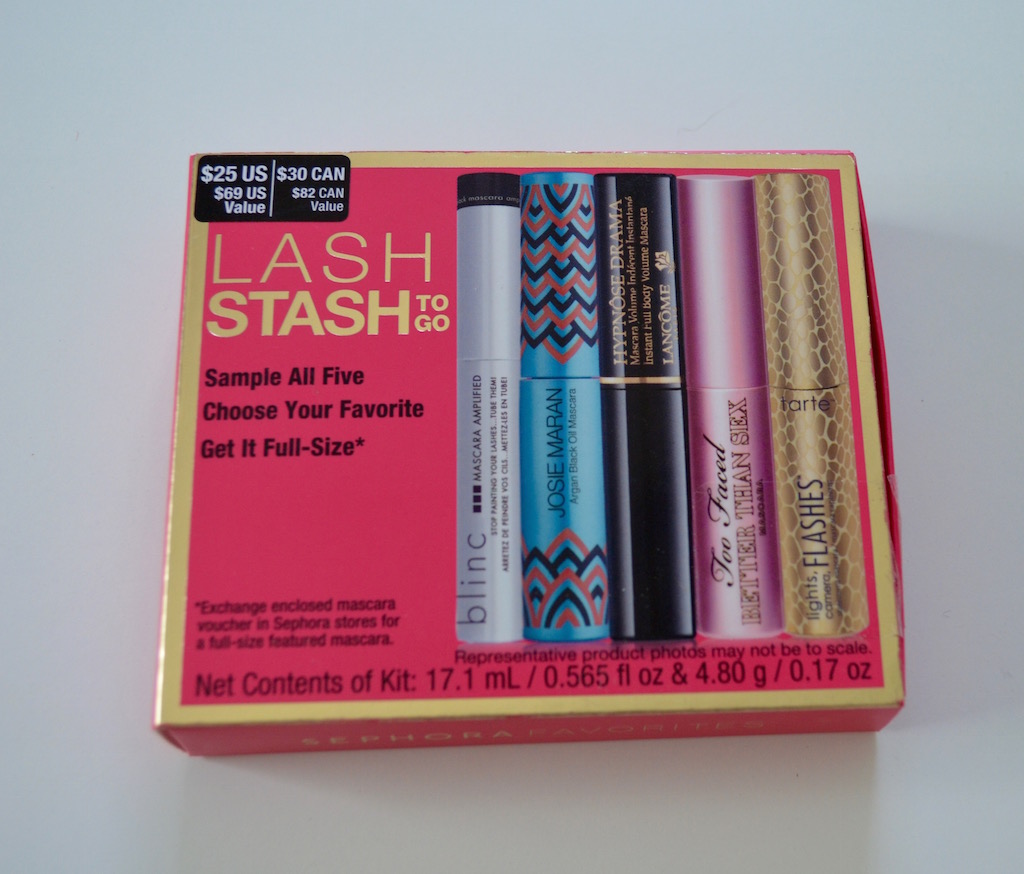 $25 US $30 CAN
$69 US Value $82 CAN Value
LASH
STASH TO GO
Sample All Five
Choose Your Favorite
Get It Full-Size*
*Exchange enclosed mascara
voucher in Sephora stores for
a full-size featured mascara.
blinc
MASCARA AMPLIFIED
STOP PAINTING YOUR LASHES...TUBE THEM!
ARRETEZ DE PEINDRE VOS CILS...METTEZ-LES EN TUBE!
JOSIE MARAN
Argan Black Oil Mascara
HYPNÔSE DRAMA
Mascara Volume Indécent Instantané
Instant Full Body Volume Mascara
LANCÔME
Too Faced
BETTER THAN SEX
MASCARA
tarte
lights,
camera,
FLASHES
Representative product photos may not be to scale.
Net Contents of Kit: 17.1 mL / 0.565 fl oz & 4.80 g / 0.17 oz
SEPHORA FAVORITES